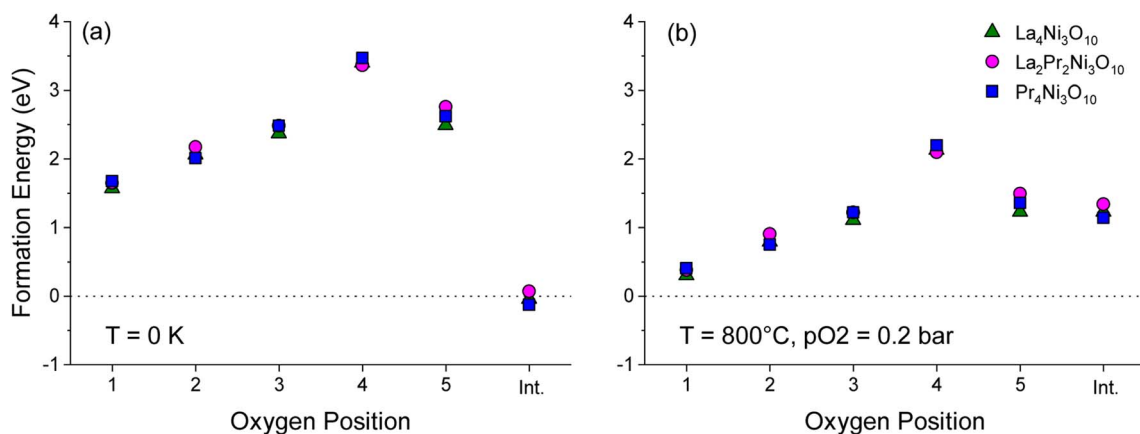 (a)
4
3
2
1
0
-1
Formation Energy (eV)
T = 0 K
1 2 3 4 5 Int.
Oxygen Position
(b)
La₄Ni₃O₁₀
La₂Pr₂Ni₃O₁₀
Pr₄Ni₃O₁₀
4
3
2
1
0
-1
T = 800°C, pO2 = 0.2 bar
1 2 3 4 5 Int.
Oxygen Position